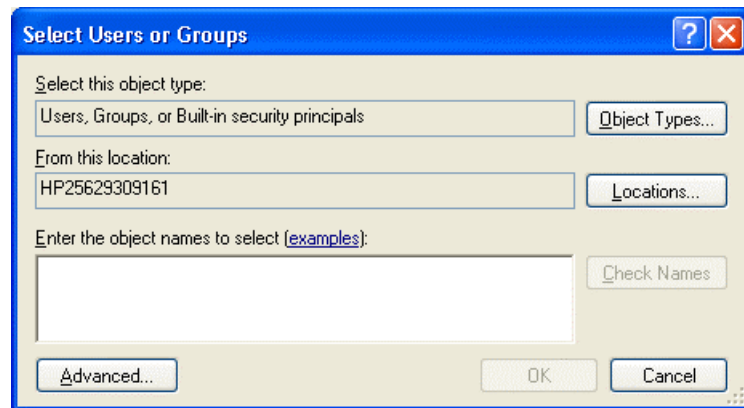 Select Users or Groups
Select this object type:
Users, Groups, or Built-in security principals
Object Types...
From this location:
HP25629309161
Locations...
Enter the object names to select (examples):
Check Names
Advanced...
OK
Cancel